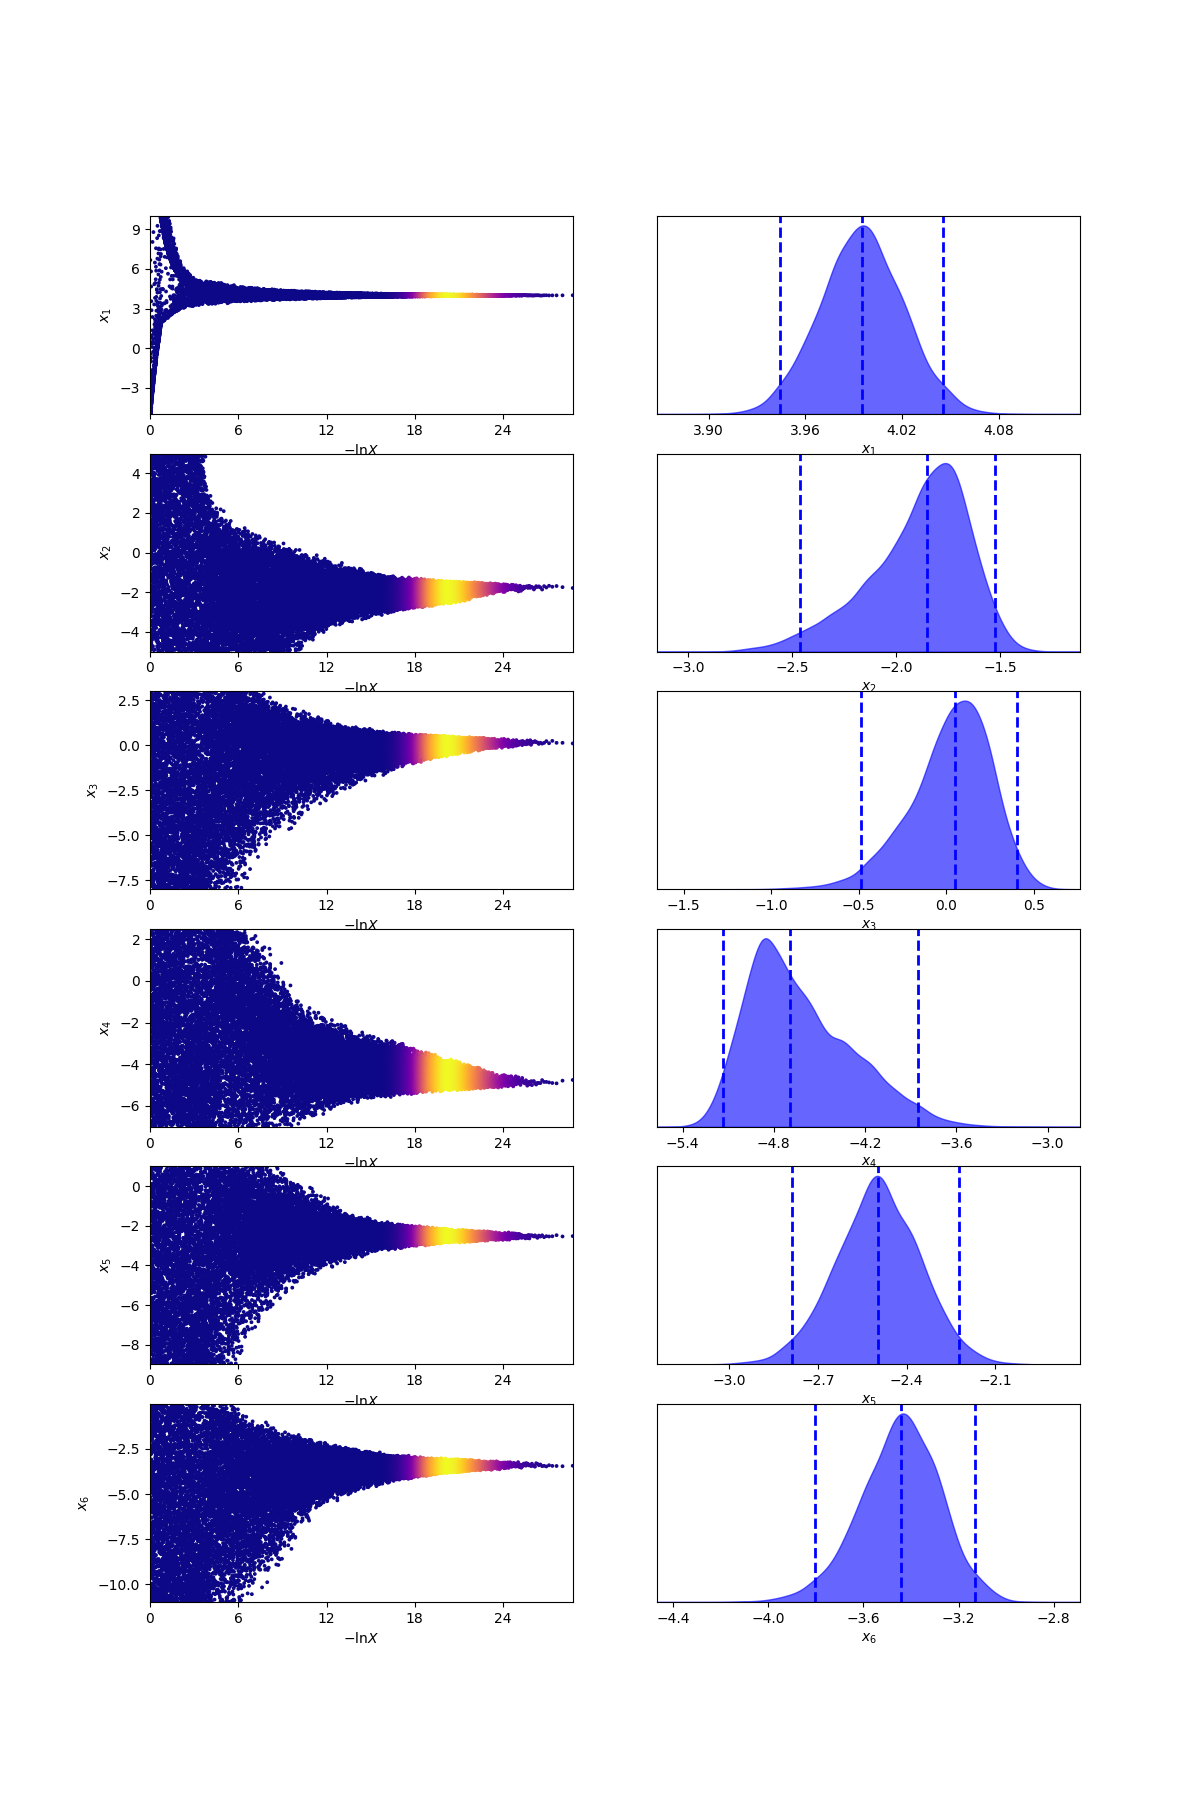 9
6
3
0
−3
x₁
0 6 12 18 24
−lnX
3.90 3.96 4.02 4.08
x₁
4
2
0
−2
−4
x₂
0 6 12 18 24
−lnX
−3.0 −2.5 −2.0 −1.5
x₂
2.5
0.0
−2.5
−5.0
−7.5
x₃
0 6 12 18 24
−lnX
−1.5 −1.0 −0.5 0.0 0.5
x₃
2
0
−2
−4
−6
x₄
0 6 12 18 24
−lnX
−5.4 −4.8 −4.2 −3.6 −3.0
x₄
0
−2
−4
−6
−8
x₅
0 6 12 18 24
−lnX
−3.0 −2.7 −2.4 −2.1
x₅
−2.5
−5.0
−7.5
−10.0
x₆
0 6 12 18 24
−lnX
−4.4 −4.0 −3.6 −3.2 −2.8
x₆